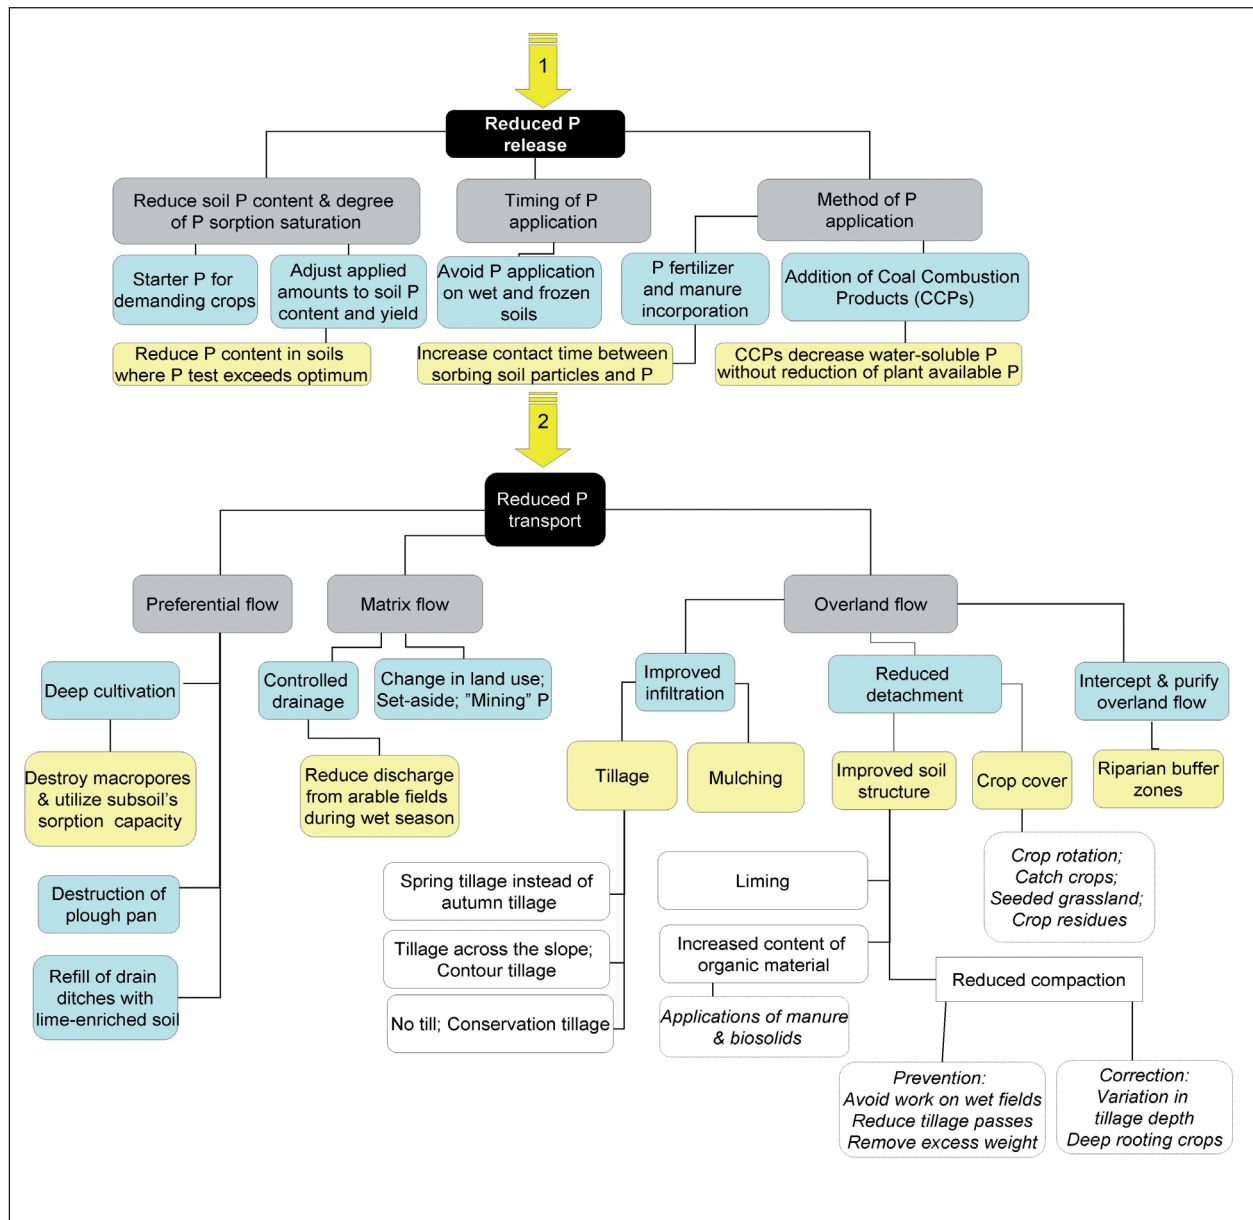 1
Reduced P
release
Reduce soil P content & degree
of P sorption saturation
Timing of P
application
Method of P
application
Starter P for
demanding crops
Adjust applied
amounts to soil P
content and yield
Avoid P application
on wet and frozen
soils
P fertilizer
and manure
incorporation
Addition of Coal Combustion
Products (CCPs)
Reduce P content in soils
where P test exceeds optimum
Increase contact time between
sorbing soil particles and P
CCPs decrease water-soluble P
without reduction of plant available P
2
Reduced P
transport
Preferential flow
Matrix flow
Overland flow
Deep cultivation
Controlled
drainage
Change in land use;
Set-aside; ”Mining” P
Improved
infiltration
Reduced
detachment
Intercept & purify
overland flow
Destroy macropores
& utilize subsoil’s
sorption capacity
Reduce discharge
from arable fields
during wet season
Tillage
Mulching
Improved soil
structure
Crop cover
Riparian buffer
zones
Destruction of
plough pan
Refill of drain
ditches with
lime-enriched soil
Spring tillage instead of
autumn tillage
Tillage across the slope;
Contour tillage
No till; Conservation tillage
Liming
Increased content of
organic material
Applications of manure
& biosolids
Crop rotation;
Catch crops;
Seeded grassland;
Crop residues
Reduced compaction
Prevention:
Avoid work on wet fields
Reduce tillage passes
Remove excess weight
Correction:
Variation in
tillage depth
Deep rooting crops